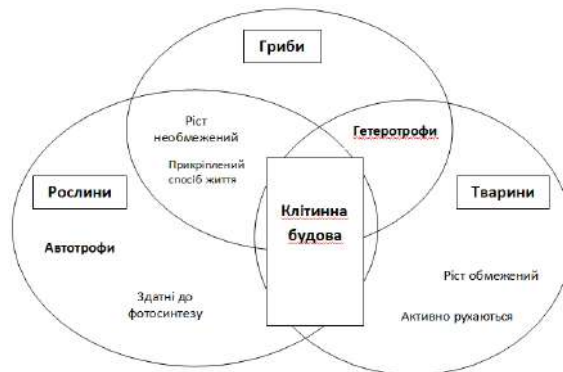 Гриби
Ріст
необмежений
Прикріплений
спосіб життя
Гетеротрофи
Рослини
Клітинна
будова
Тварини
Автотрофи
Здатні до
фотосинтезу
Ріст обмежений
Активно рухаються